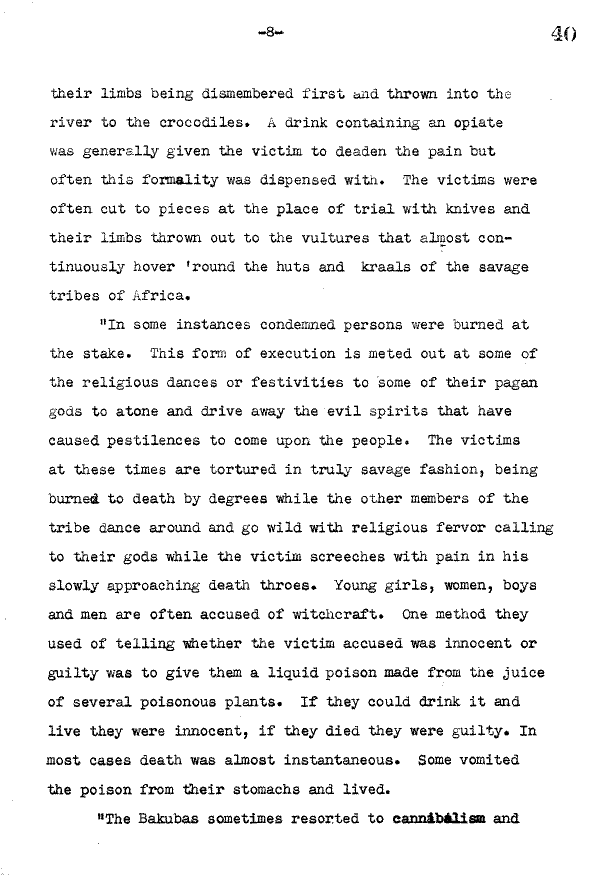 -8-
40
their limbs being dismembered first and thrown into the
river to the crocodiles. A drink containing an opiate
was generally given the victim to deaden the pain but
often this formality was dispensed with. The victims were
often cut to pieces at the place of trial with knives and
their limbs thrown out to the vultures that almost con-
tinuously hover 'round the huts and kraals of the savage
tribes of Africa.
"In some instances condemned persons were burned at
the stake. This form of execution is meted out at some of
the religious dances or festivities to some of their pagan
gods to atone and drive away the evil spirits that have
caused pestilences to come upon the people. The victims
at these times are tortured in truly savage fashion, being
burned to death by degrees while the other members of the
tribe dance around and go wild with religious fervor calling
to their gods while the victim screeches with pain in his
slowly approaching death throes. Young girls, women, boys
and men are often accused of witchcraft. One method they
used of telling whether the victim accused was innocent or
guilty was to give them a liquid poison made from the juice
of several poisonous plants. If they could drink it and
live they were innocent, if they died they were guilty. In
most cases death was almost instantaneous. Some vomited
the poison from their stomachs and lived.
"The Bakubas sometimes resorted to cannibalism and